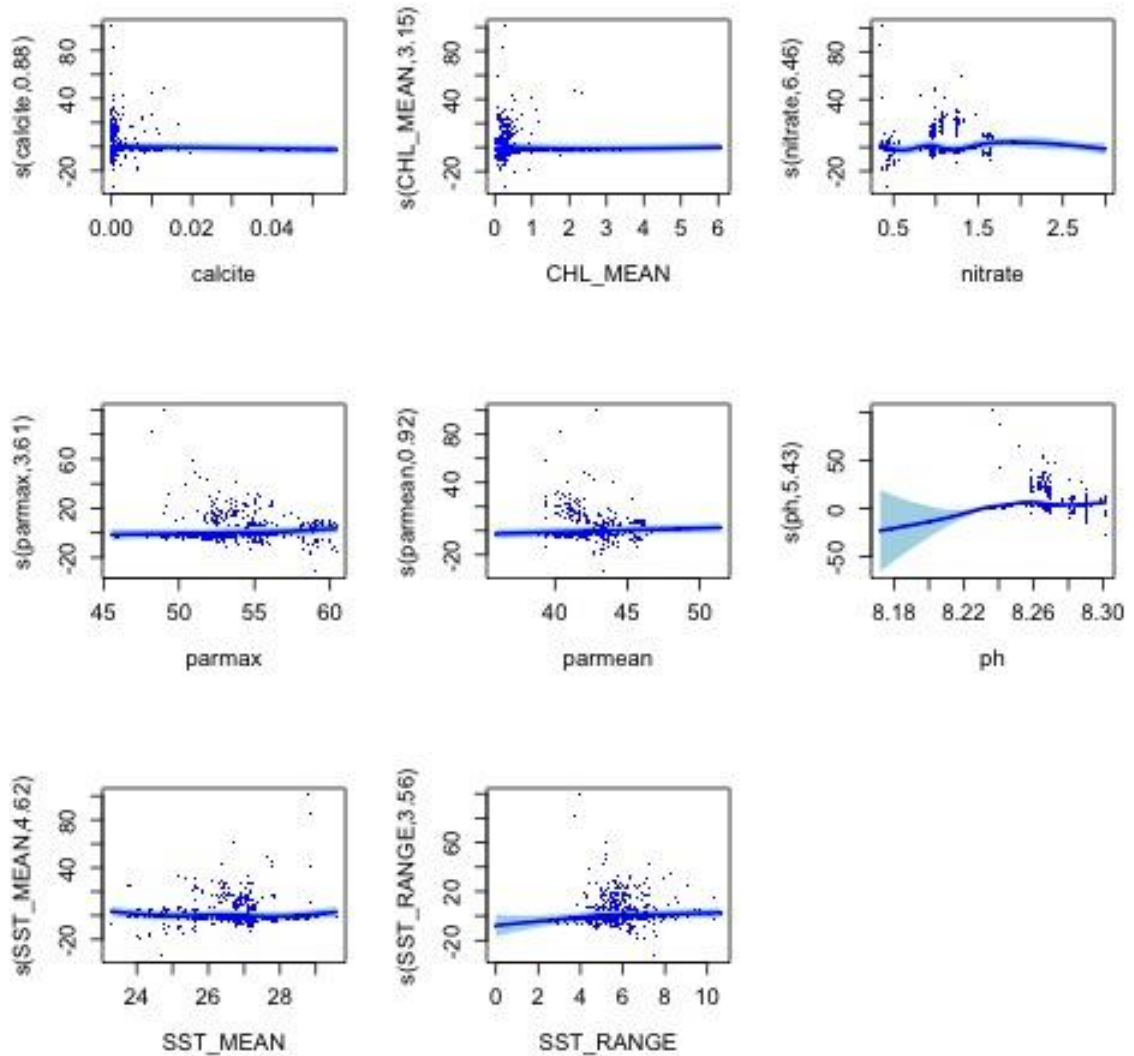 s(calcite,0.88)
80
40
-20
0.00 0.02 0.04
calcite
s(CHL_MEAN,3.15)
80
40
-20
0 1 2 3 4 5 6
CHL_MEAN
s(nitrate,6.46)
80
40
-20
0.5 1.5 2.5
nitrate
s(parmax,3.61)
60
20
-20
45 50 55 60
parmax
s(parmean,0.92)
80
40
-20
40 45 50
parmean
s(ph,5.43)
50
0
-50
8.18 8.22 8.26 8.30
ph
s(SST_MEAN,4.62)
80
40
-20
24 26 28
SST_MEAN
s(SST_RANGE,3.56)
60
20
-20
0 2 4 6 8 10
SST_RANGE